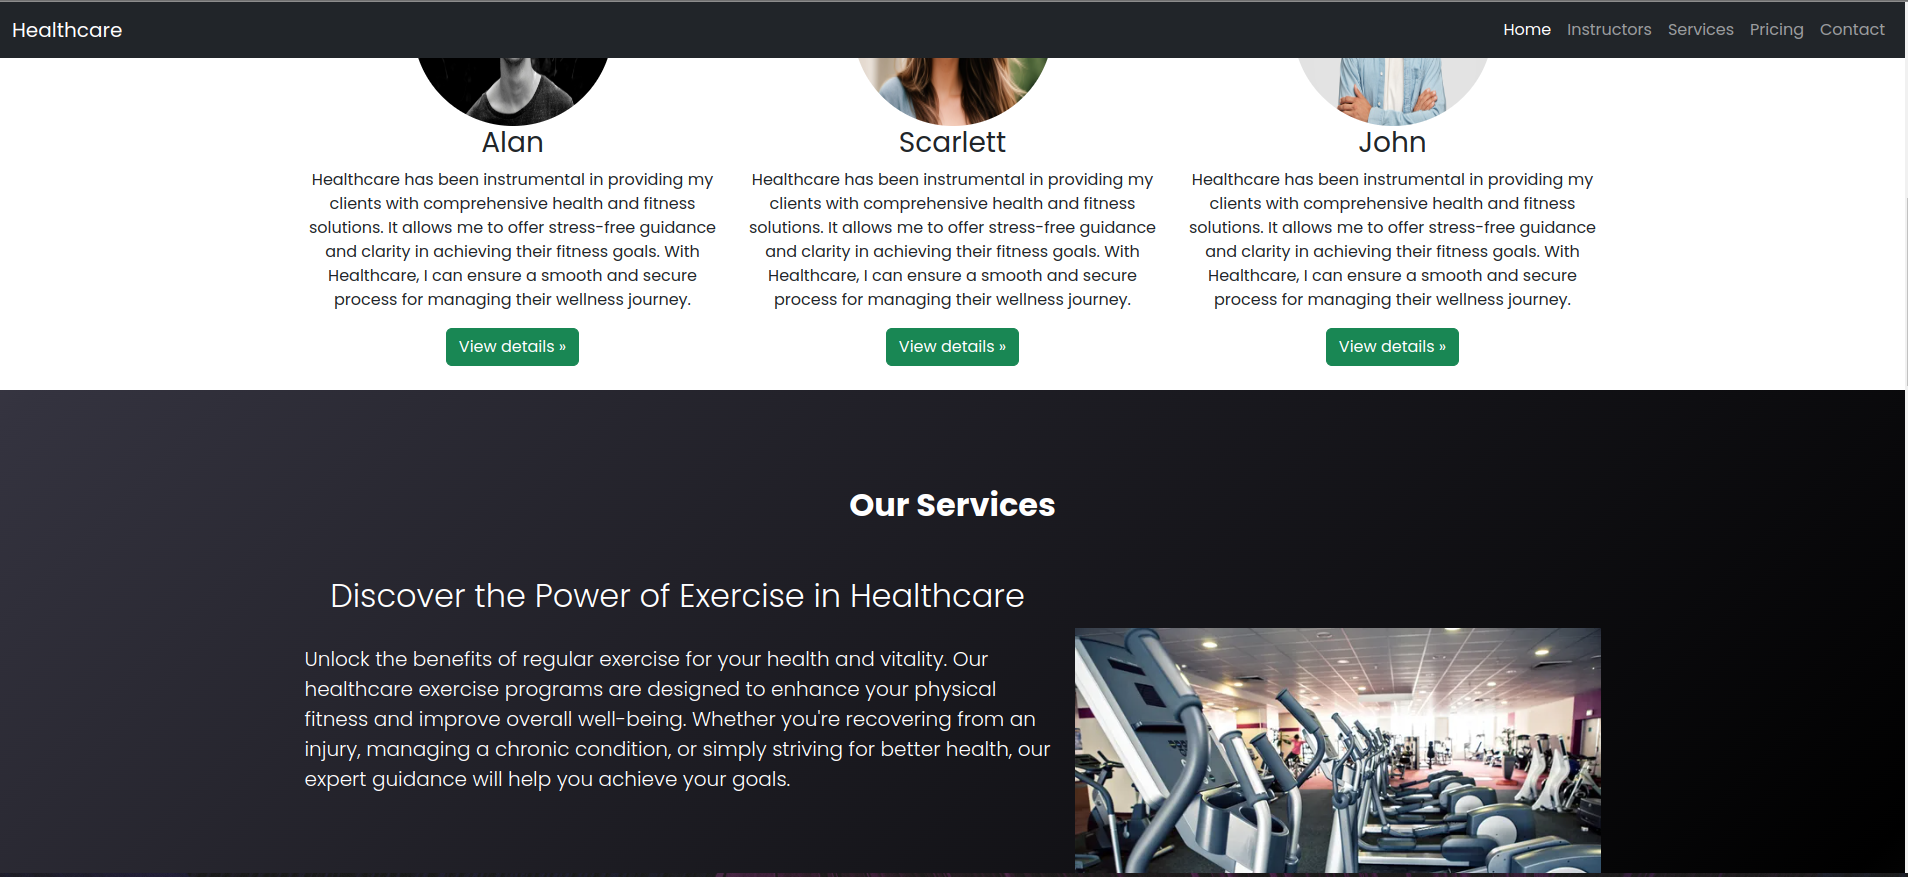 Healthcare
Home Instructors Services Pricing Contact
Alan
Healthcare has been instrumental in providing my
clients with comprehensive health and fitness
solutions. It allows me to offer stress-free guidance
and clarity in achieving their fitness goals. With
Healthcare, I can ensure a smooth and secure
process for managing their wellness journey.
View details »
Scarlett
Healthcare has been instrumental in providing my
clients with comprehensive health and fitness
solutions. It allows me to offer stress-free guidance
and clarity in achieving their fitness goals. With
Healthcare, I can ensure a smooth and secure
process for managing their wellness journey.
View details »
John
Healthcare has been instrumental in providing my
clients with comprehensive health and fitness
solutions. It allows me to offer stress-free guidance
and clarity in achieving their fitness goals. With
Healthcare, I can ensure a smooth and secure
process for managing their wellness journey.
View details »
Our Services
Discover the Power of Exercise in Healthcare
Unlock the benefits of regular exercise for your health and vitality. Our
healthcare exercise programs are designed to enhance your physical
fitness and improve overall well-being. Whether you're recovering from an
injury, managing a chronic condition, or simply striving for better health, our
expert guidance will help you achieve your goals.